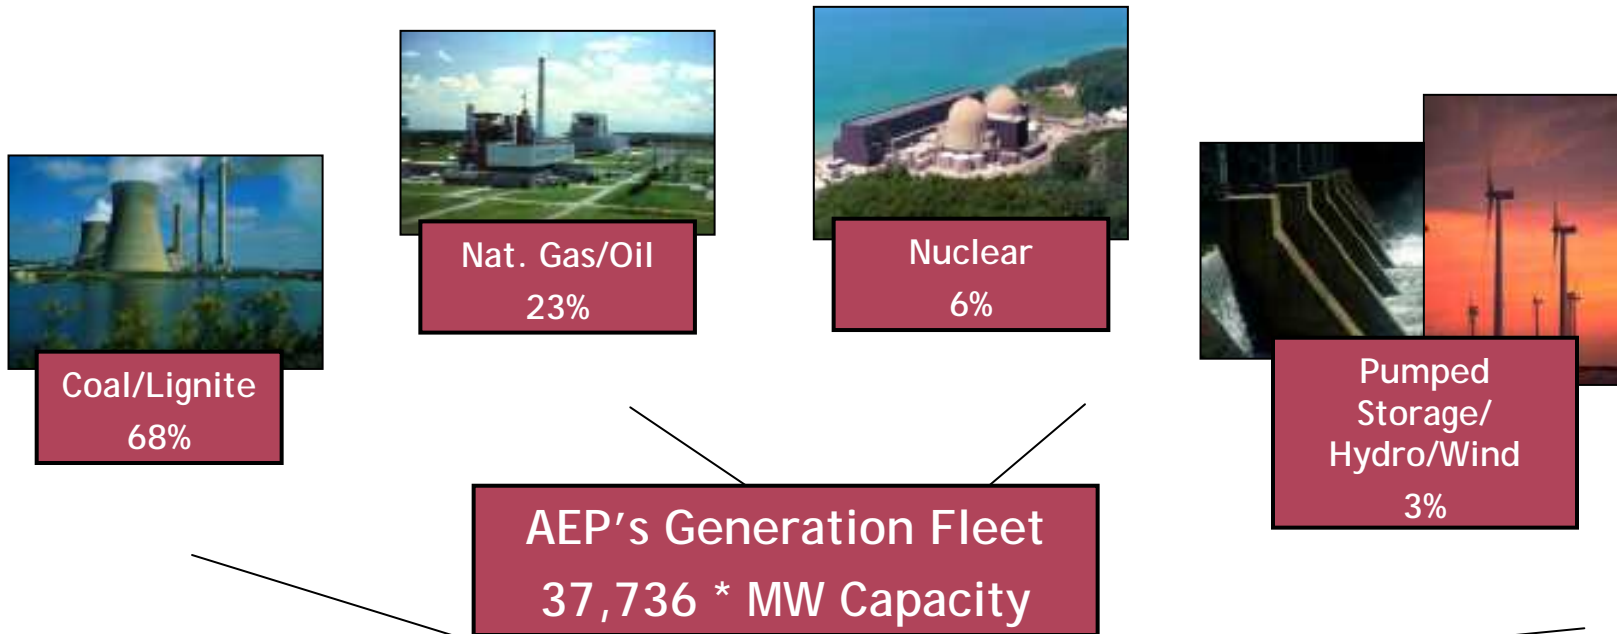 Nat. Gas/Oil
23%
Nuclear
6%
Coal/Lignite
68%
Pumped
Storage/
Hydro/Wind
3%
AEP's Generation Fleet
37,736 * MW Capacity